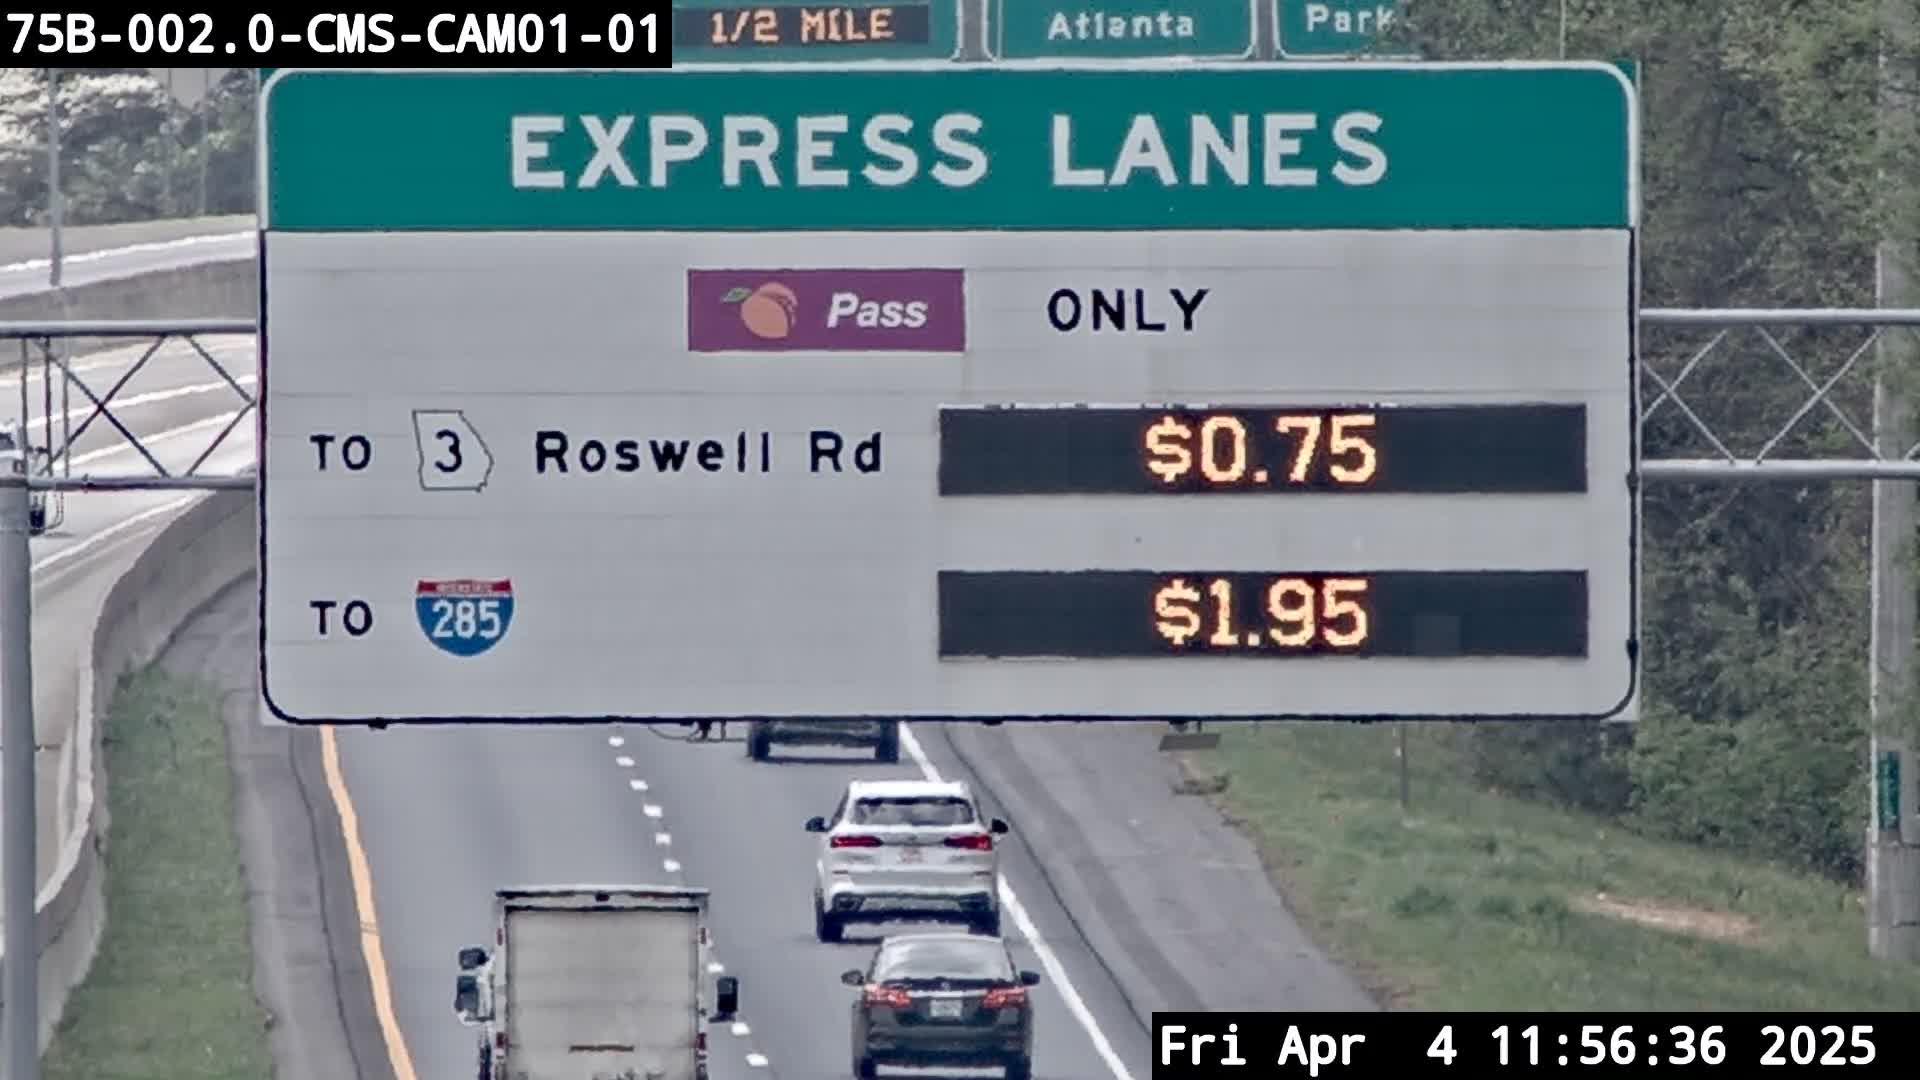 75B-002.0-CMS-CAM01-01
1/2 MILE
Atlanta
Park
EXPRESS LANES
Pass ONLY
TO 3 Roswell Rd $0.75
TO INTERSTATE 285 $1.95
Fri Apr 4 11:56:36 2025